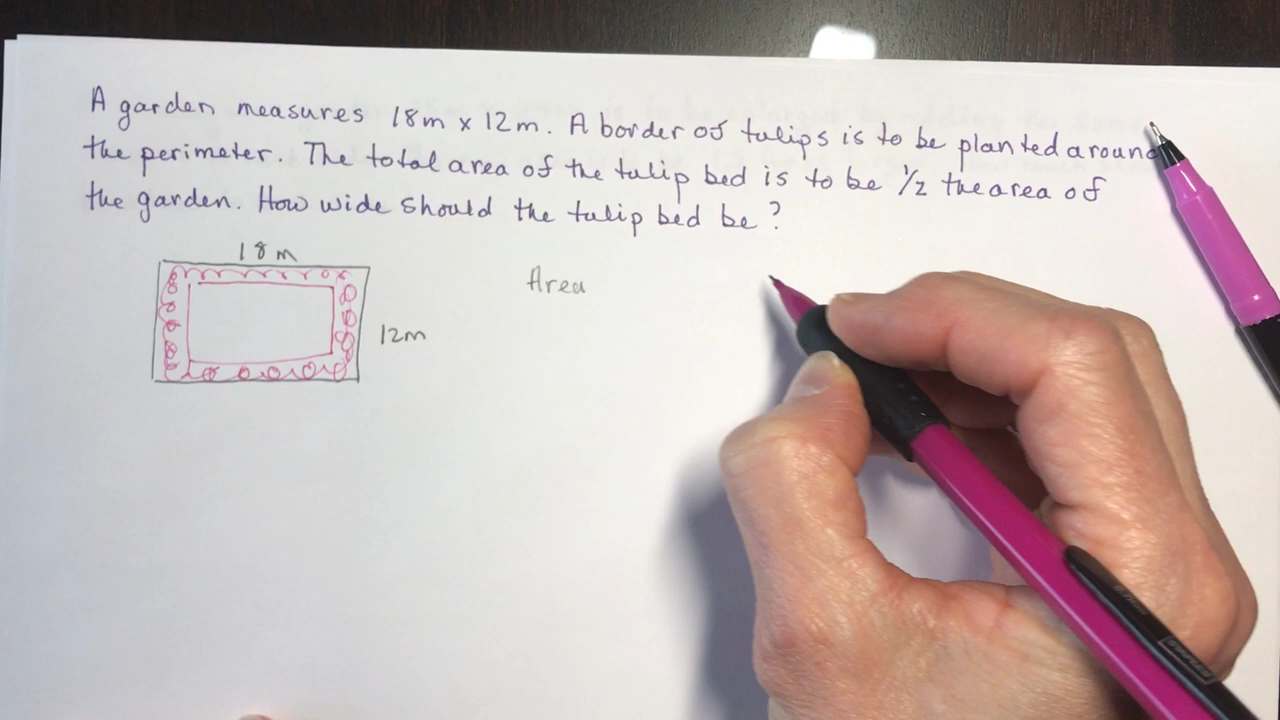 A garden measures 18m x 12m. A border of tulips is to be planted around
the perimeter. The total area of the tulip bed is to be 1/2 the area of
the garden. How wide should the tulip bed be?
18m
Area
12m